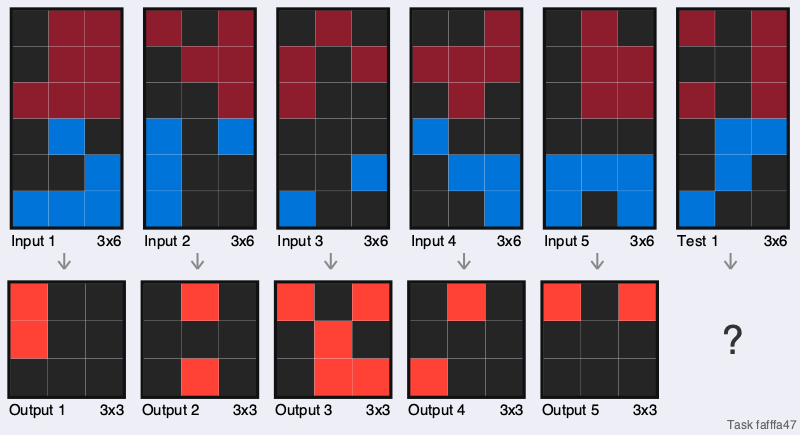 Input 1 3x6 Input 2 3x6 Input 3 3x6 Input 4 3x6 Input 5 3x6 Test 1 3x6
?
Output 1 3x3 Output 2 3x3 Output 3 3x3 Output 4 3x3 Output 5 3x3
Task fafffa47